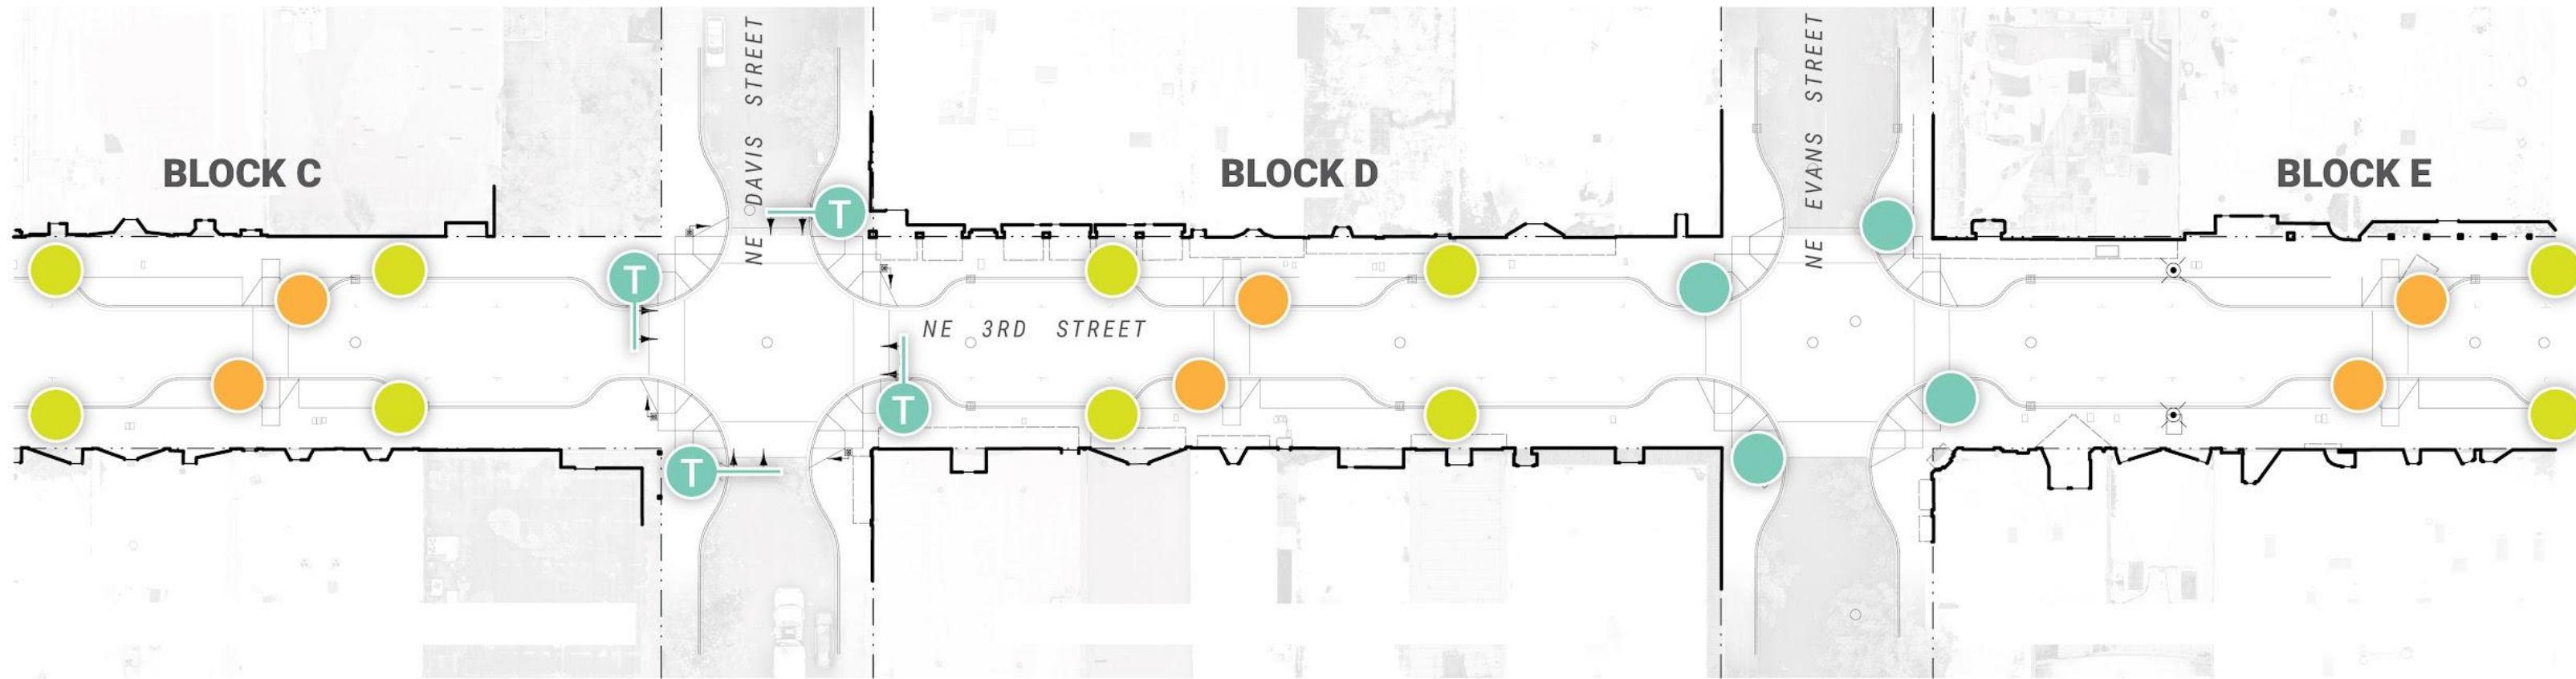 NE DAVIS STREET
NE EVANS STREET
BLOCK C
BLOCK D
BLOCK E
T
T
NE 3RD STREET
T
T